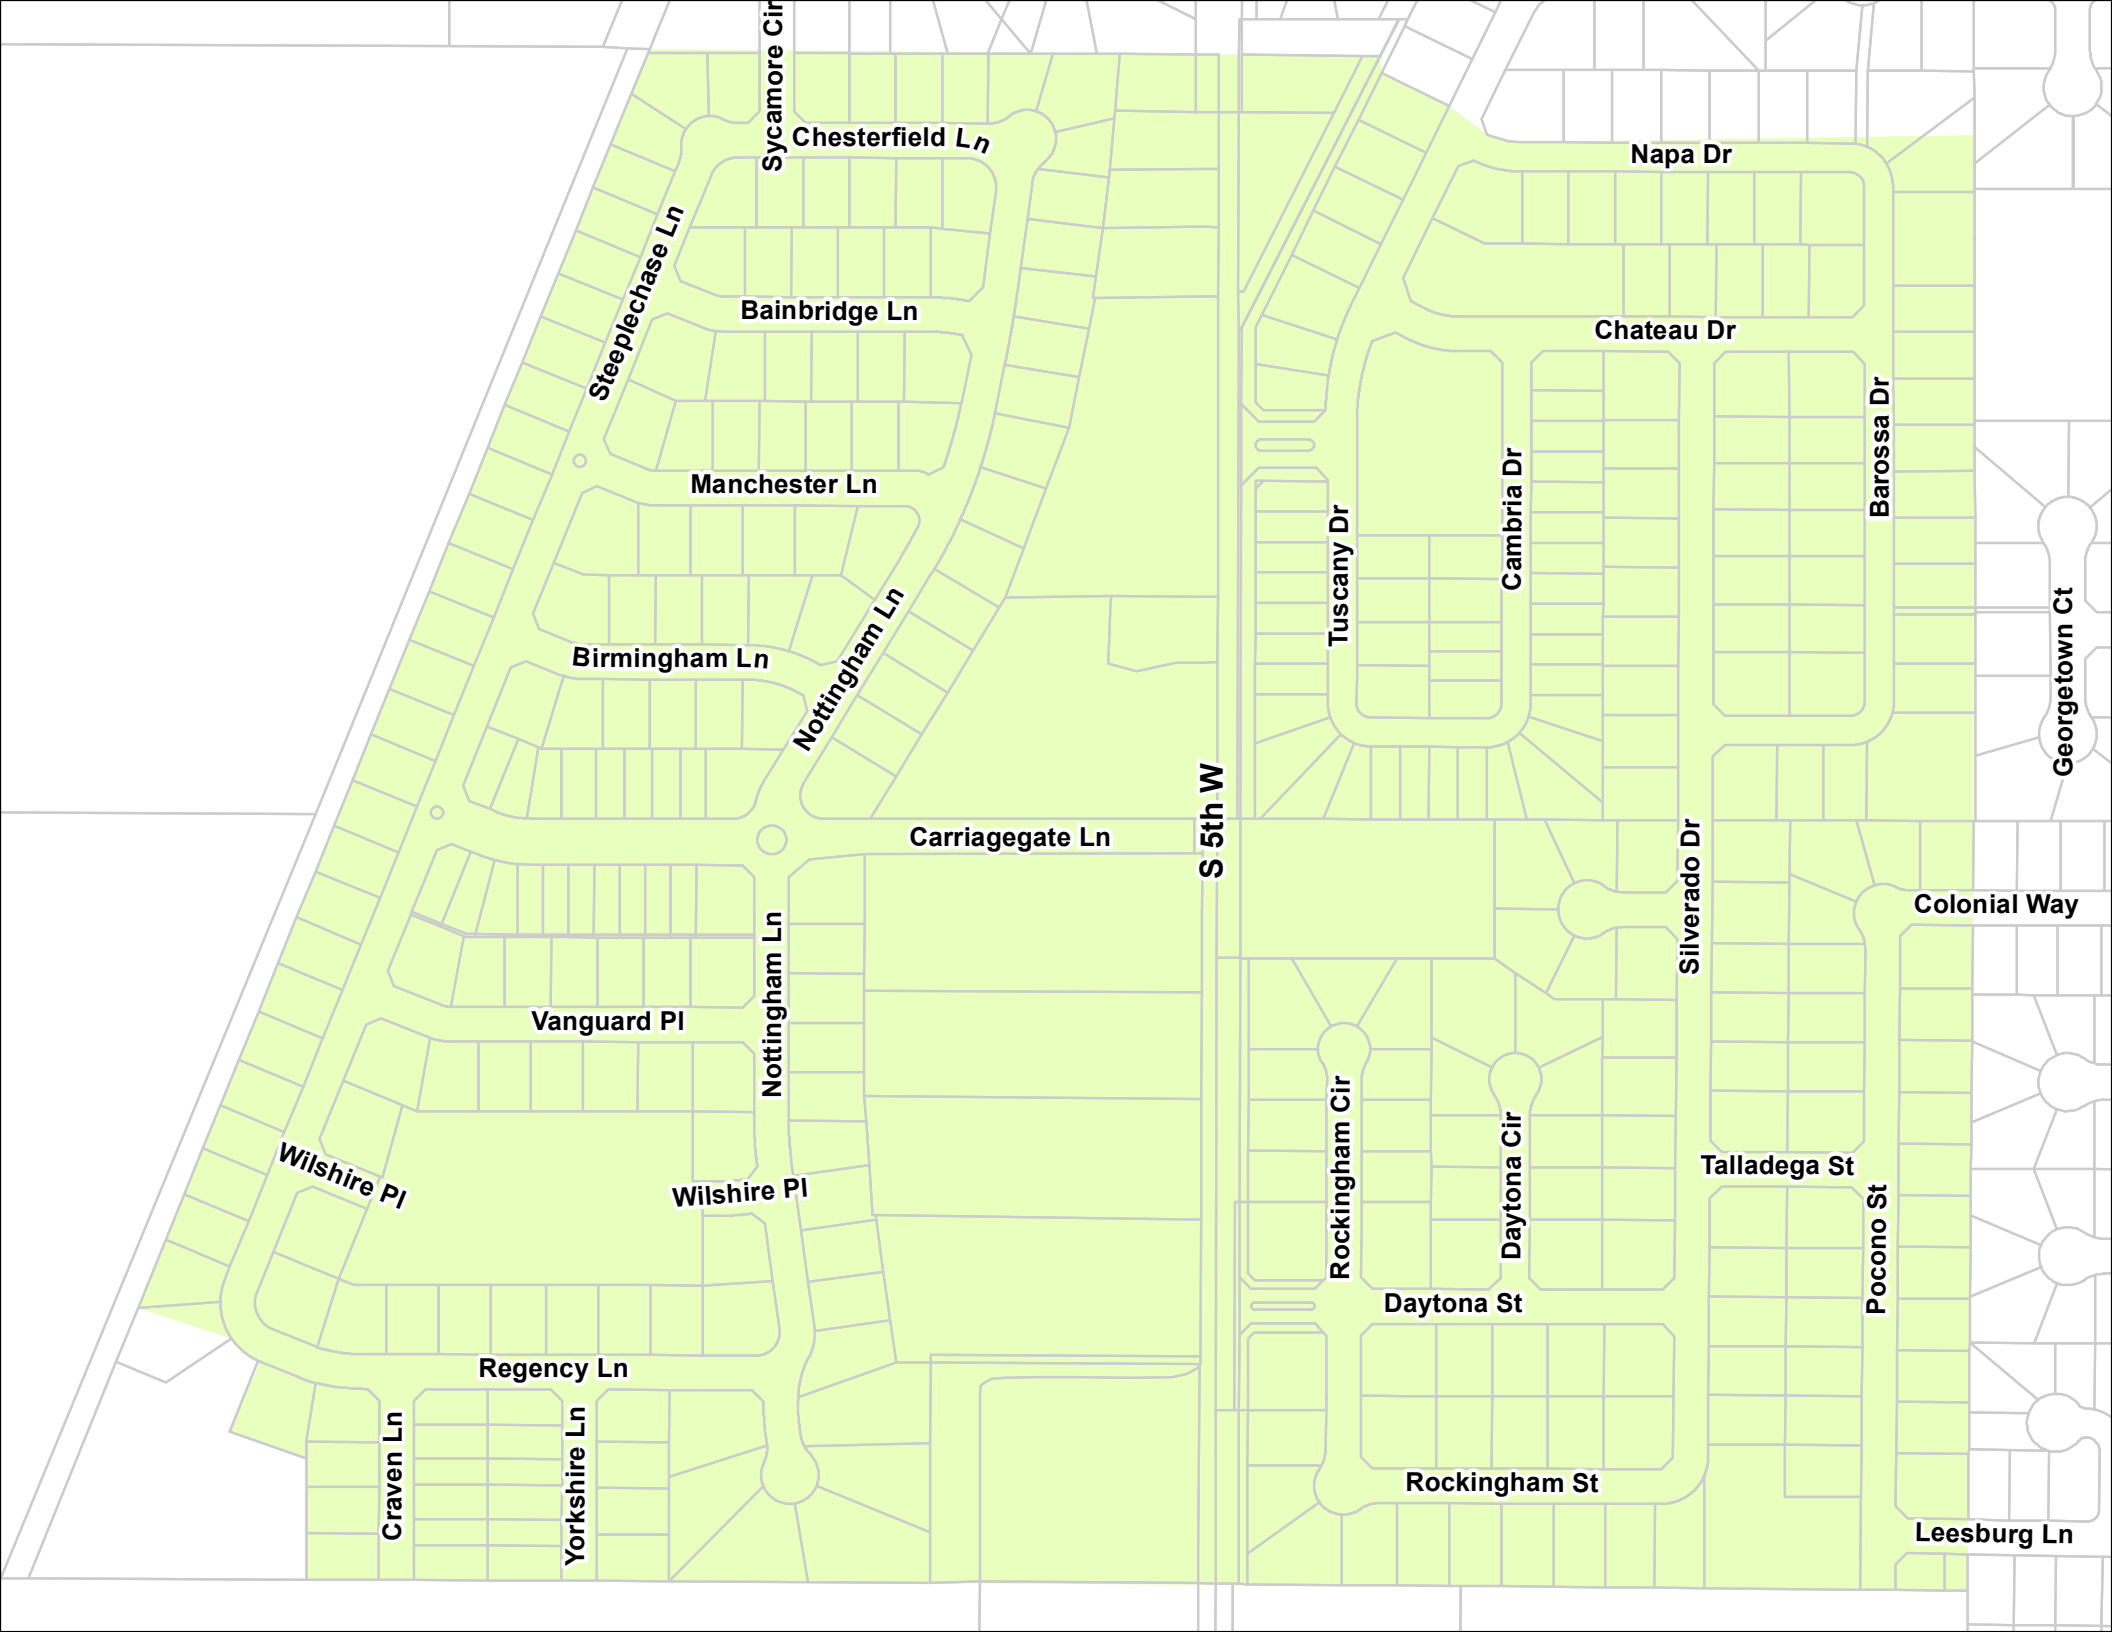 Sycamore Cir
Chesterfield Ln
Napa Dr
Steeplechase Ln
Bainbridge Ln
Chateau Dr
Barossa Dr
Manchester Ln
Cambria Dr
Tuscany Dr
Birmingham Ln
Nottingham Ln
Georgetown Ct
S 5th W
Carriagegate Ln
Silverado Dr
Colonial Way
Nottingham Ln
Vanguard Pl
Rockingham Cir
Daytona Cir
Talladega St
Wilshire Pl
Wilshire Pl
Pocono St
Daytona St
Regency Ln
Craven Ln
Yorkshire Ln
Rockingham St
Leesburg Ln